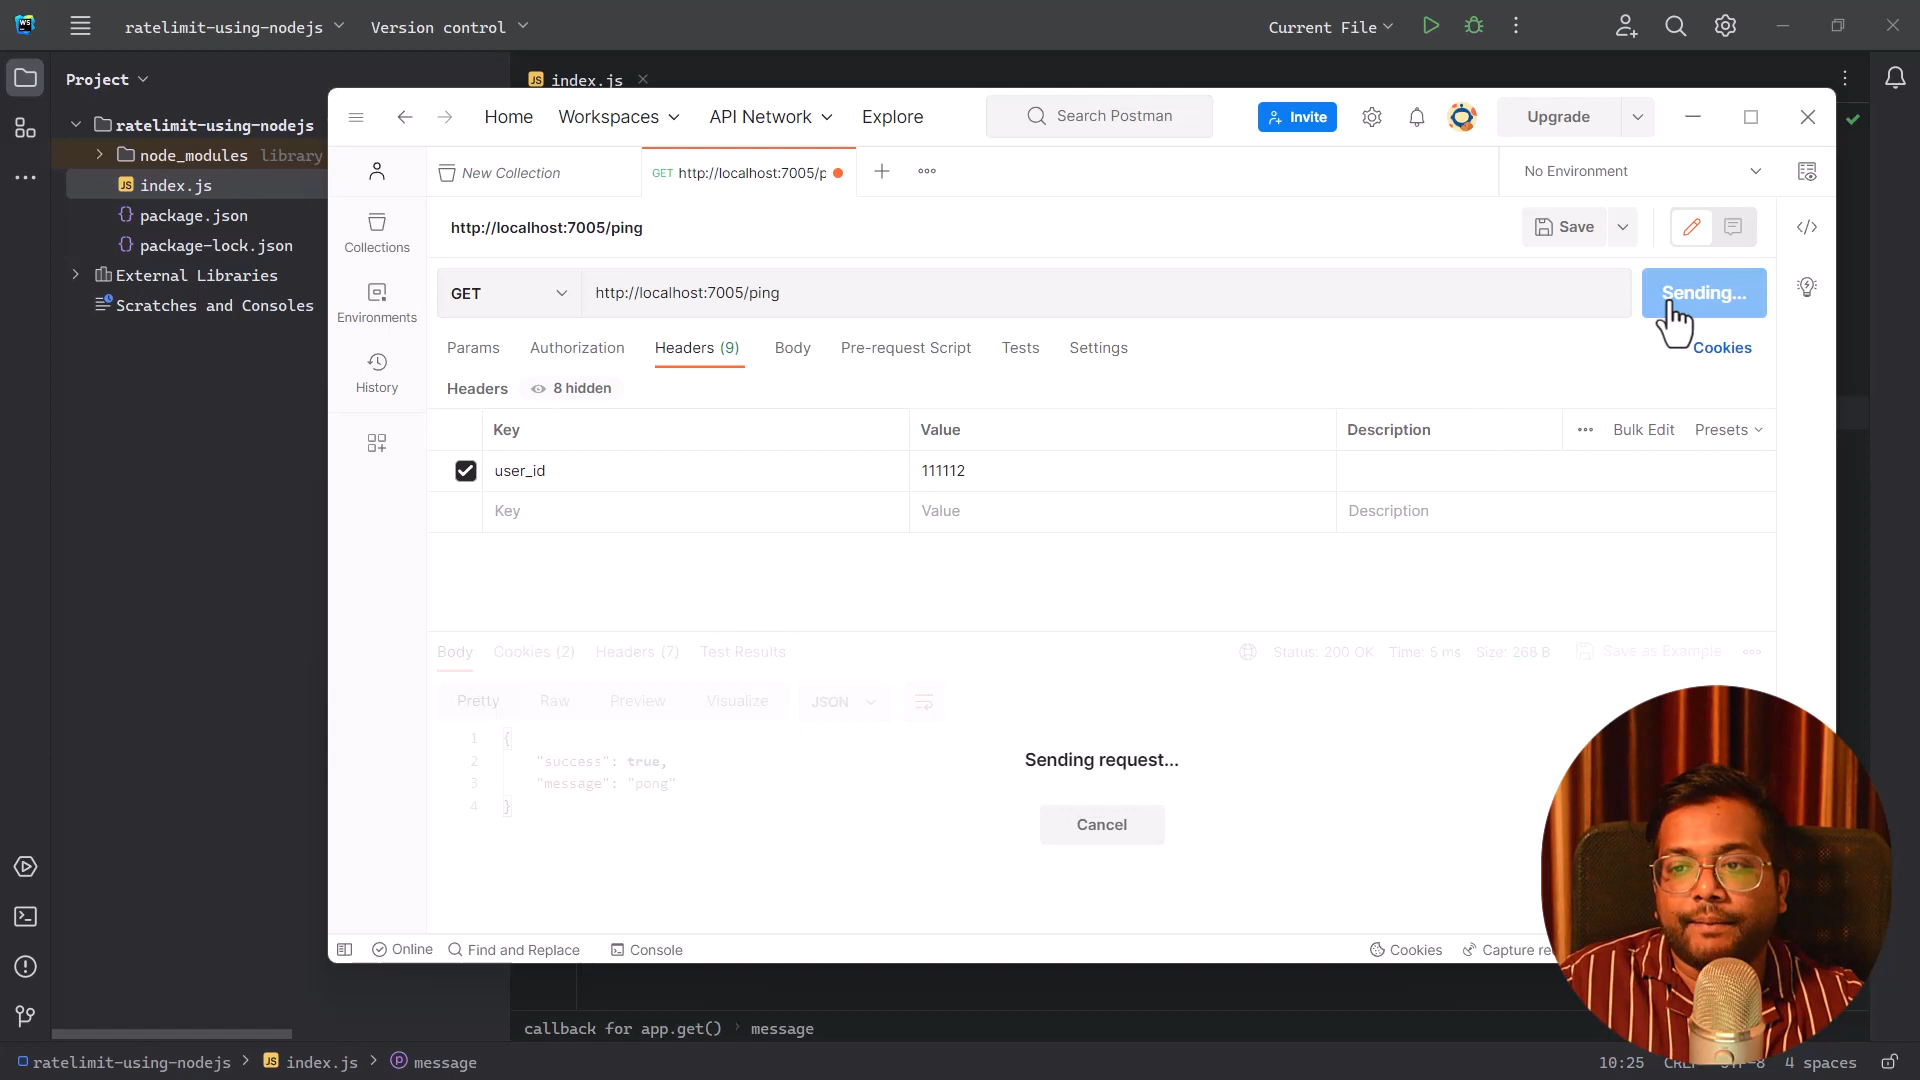 WS
ratelimit-using-nodejs
Version control
Current File
Project
JS index.js
ratelimit-using-nodejs
node_modules library
JS index.js
package.json
package-lock.json
External Libraries
Scratches and Consoles
Home
Workspaces
API Network
Explore
Search Postman
Invite
Upgrade
New Collection
GET http://localhost:7005/p
No Environment
Collections
Environments
History
http://localhost:7005/ping
Save
GET
http://localhost:7005/ping
Sending...
Params
Authorization
Headers (9)
Body
Pre-request Script
Tests
Settings
Cookies
Headers
8 hidden
Key
Value
Description
Bulk Edit
Presets
user_id
111112
Key
Value
Description
Body
Cookies (2)
Headers (7)
Test Results
Status: 200 OK
Time: 5 ms
Size: 268 B
Save as Example
Pretty
Raw
Preview
Visualize
JSON
1 {
2 "success": true,
3 "message": "pong"
4 }
Sending request...
Cancel
Online
Find and Replace
Console
Cookies
Capture
callback for app.get() › message
ratelimit-using-nodejs > JS index.js > message
10:25
4 spaces